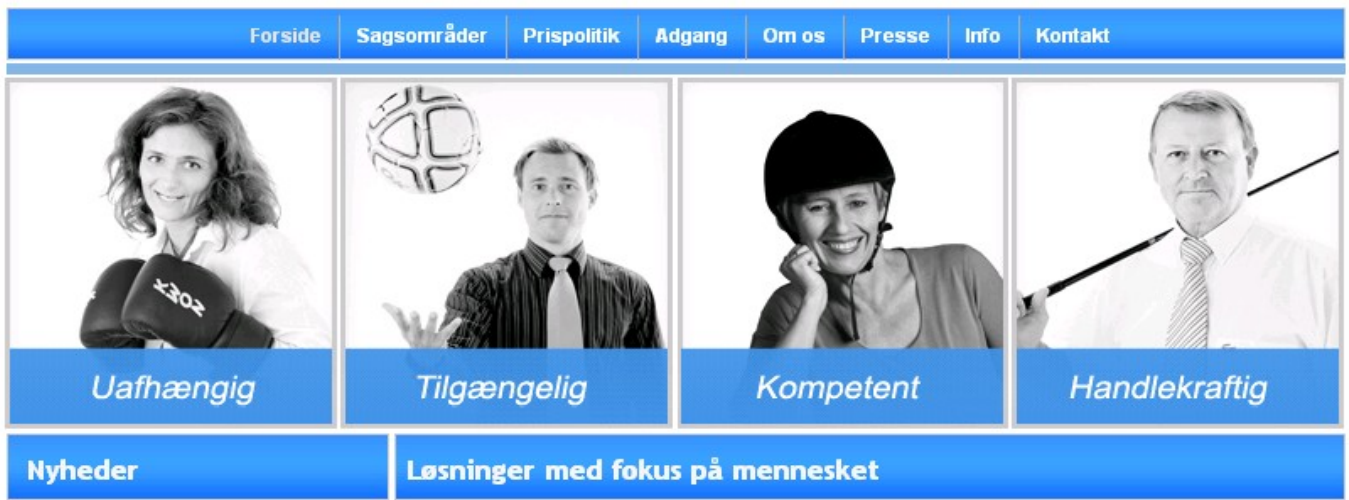 Forside Sagsområder Prispolitik Adgang Om os Presse Info Kontakt
Uafhængig Tilgængelig Kompetent Handlekraftig
Nyheder Løsninger med fokus på mennesket